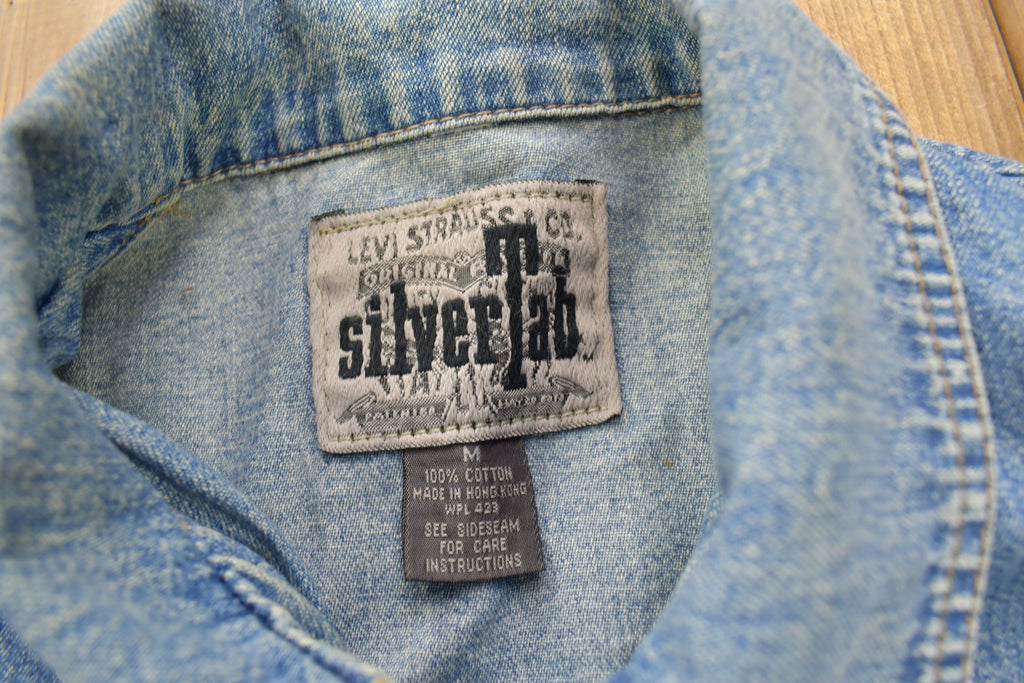 LEVI STRAUSS & CO.
ORIGINAL
silverTab
M
100% COTTON
MADE IN HONG KONG
WPL 423
SEE SIDESEAM
FOR CARE
INSTRUCTIONS